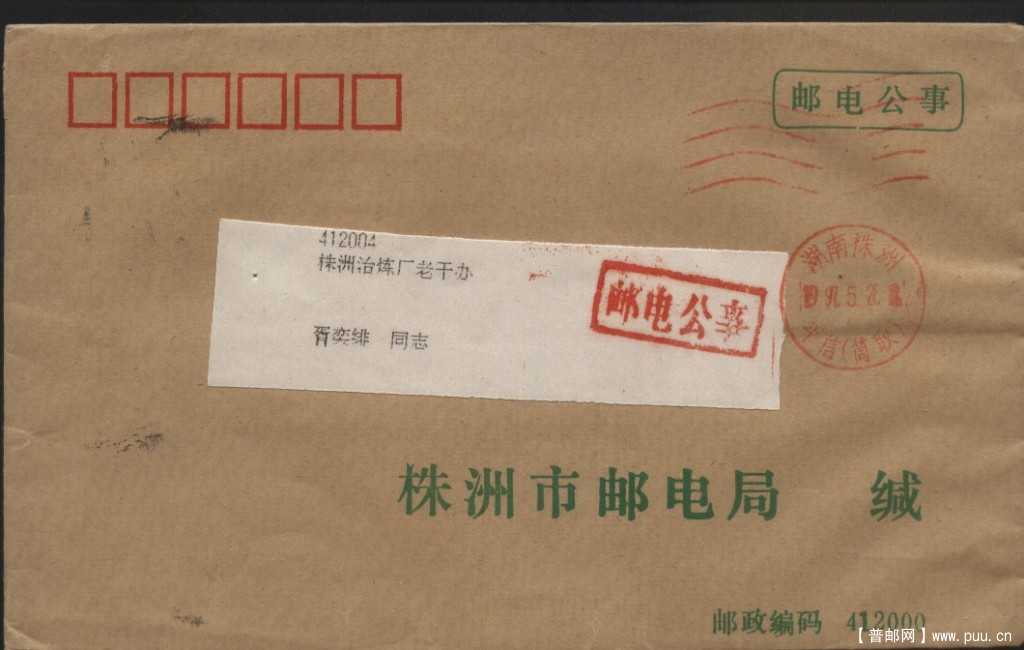 邮电公事
412004
株洲冶炼厂老干办
邮电公事
湖南株洲
胥奕绯 同志
株洲市邮电局 缄
邮政编码 412000
【普邮网】www.puu.cn